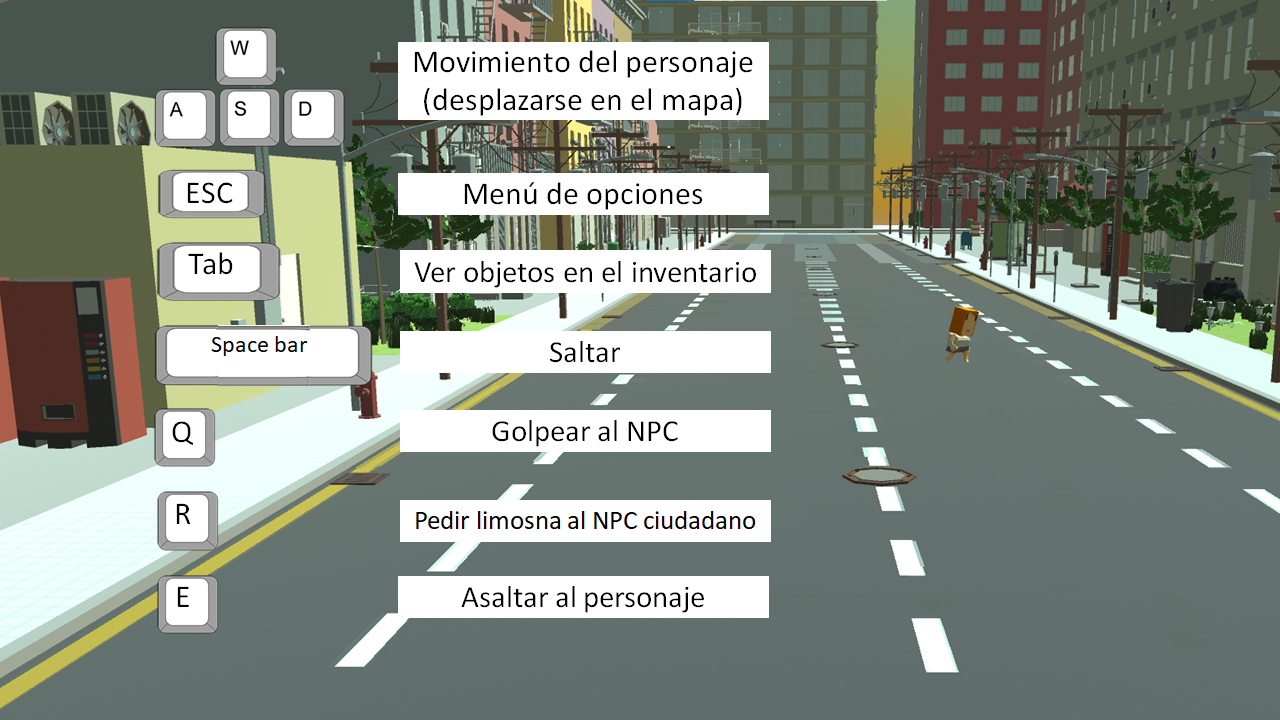 W
Movimiento del personaje
(desplazarse en el mapa)
A S D
ESC
Menú de opciones
Tab
Ver objetos en el inventario
Space bar
Saltar
Q
Golpear al NPC
R
Pedir limosna al NPC ciudadano
E
Asaltar al personaje